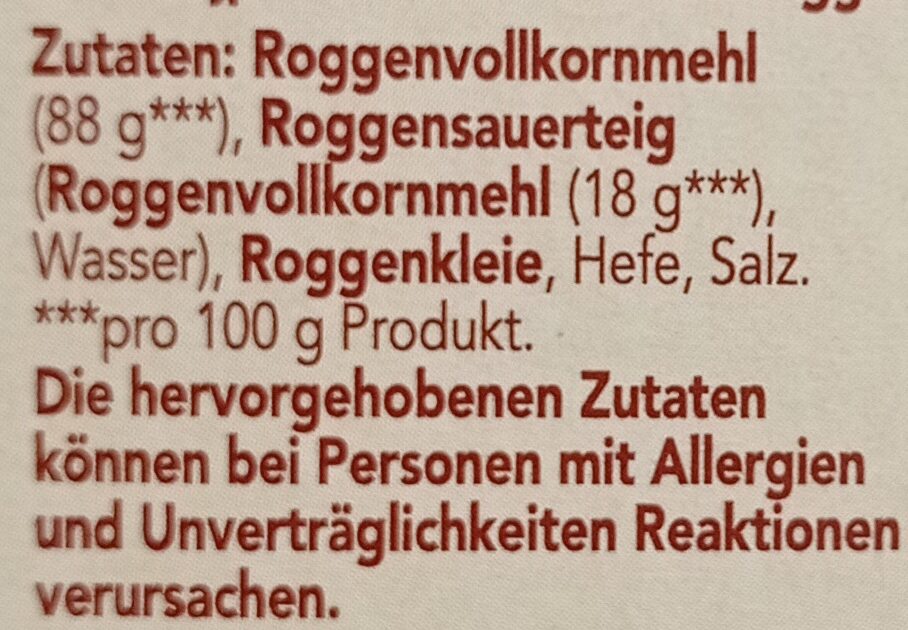 Zutaten: Roggenvollkornmehl
(88 g***), Roggensauerteig
(Roggenvollkornmehl (18 g***),
Wasser), Roggenkleie, Hefe, Salz.
***pro 100 g Produkt.
Die hervorgehobenen Zutaten
können bei Personen mit Allergien
und Unverträglichkeiten Reaktionen
verursachen.